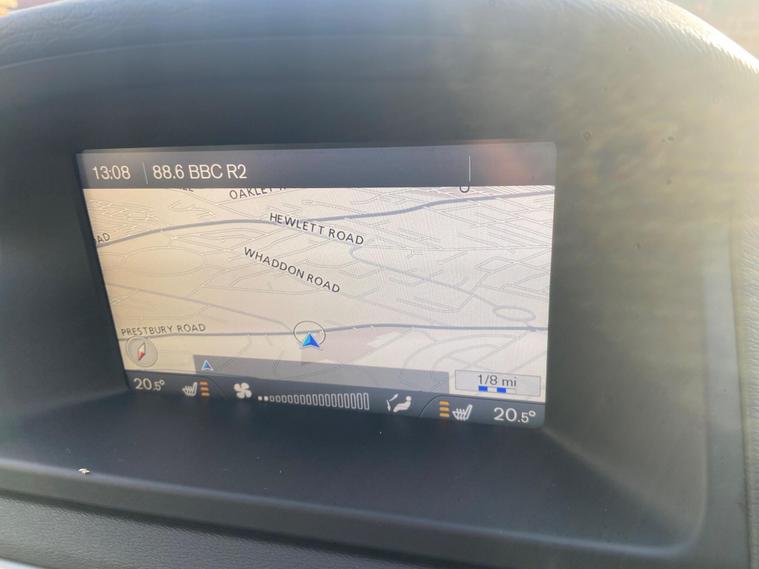 13:08 88.6 BBC R2
HEWLETT ROAD
WHADDON ROAD
PRESTBURY ROAD
1/8 mi
20.5°
20.5°